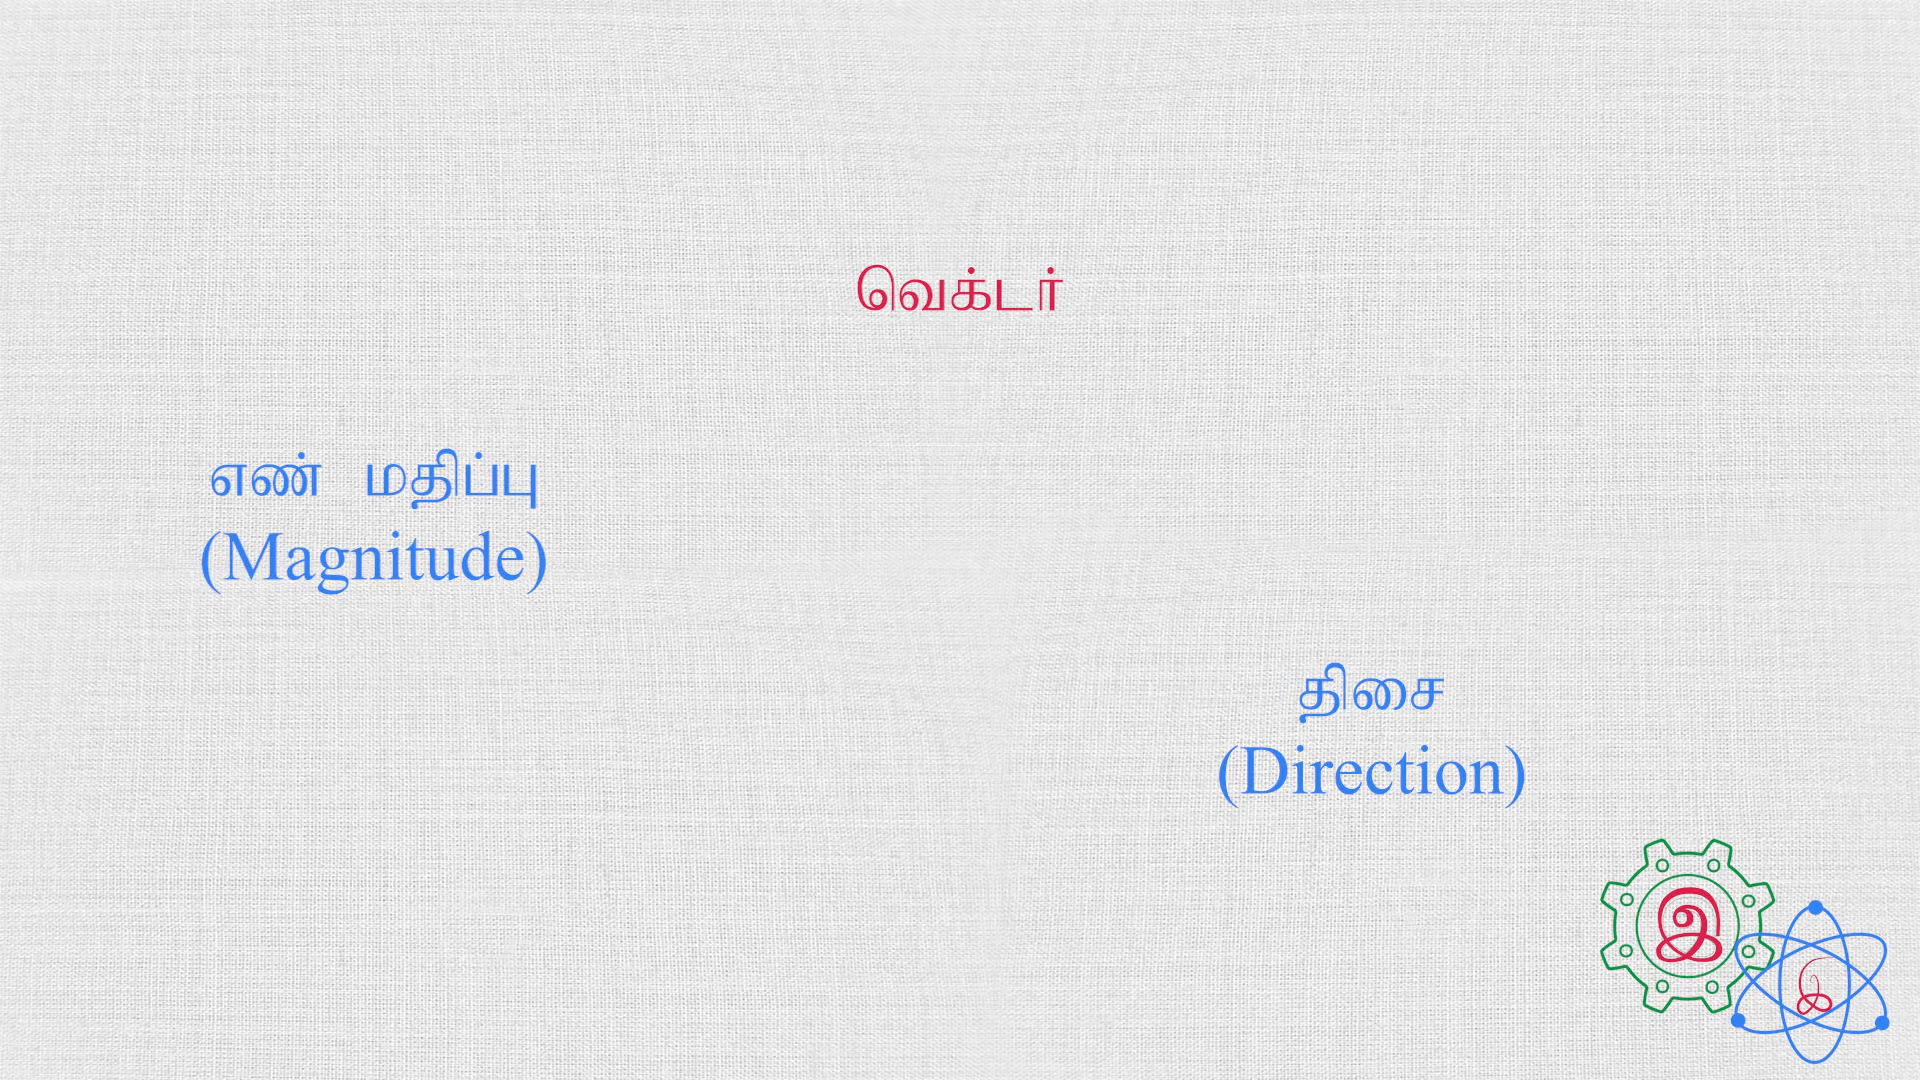 வெக்டர்
எண் மதிப்பு
(Magnitude)
திசை
(Direction)
இ
இ